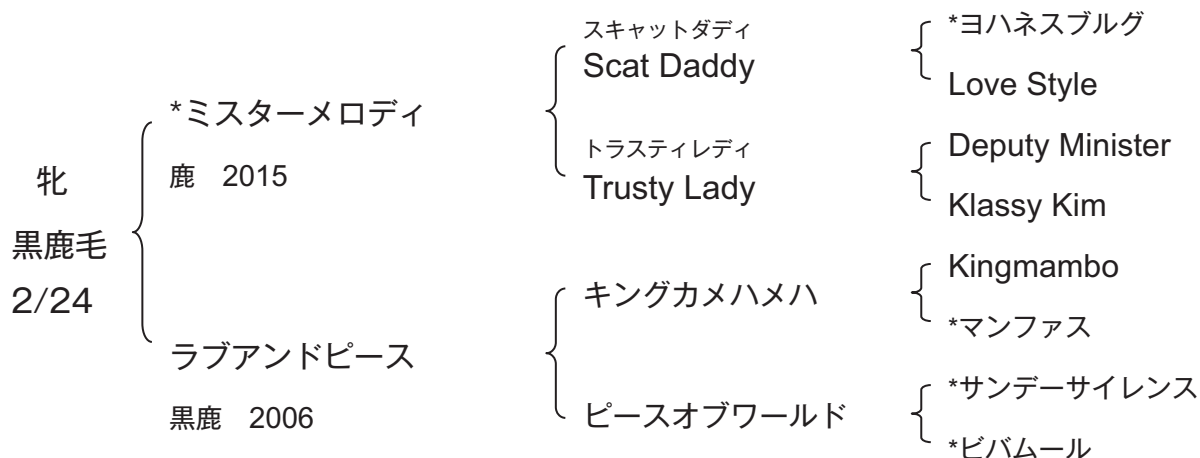 牝
黒鹿毛
2/24
*ミスターメロディ
鹿　2015
ラブアンドピース
黒鹿　2006
スキャットダディ
Scat Daddy
トラスティレディ
Trusty Lady
キングカメハメハ
ピースオブワールド
*ヨハネスブルグ
Love Style
Deputy Minister
Klassy Kim
Kingmambo
*マンファス
*サンデーサイレンス
*ビバムール